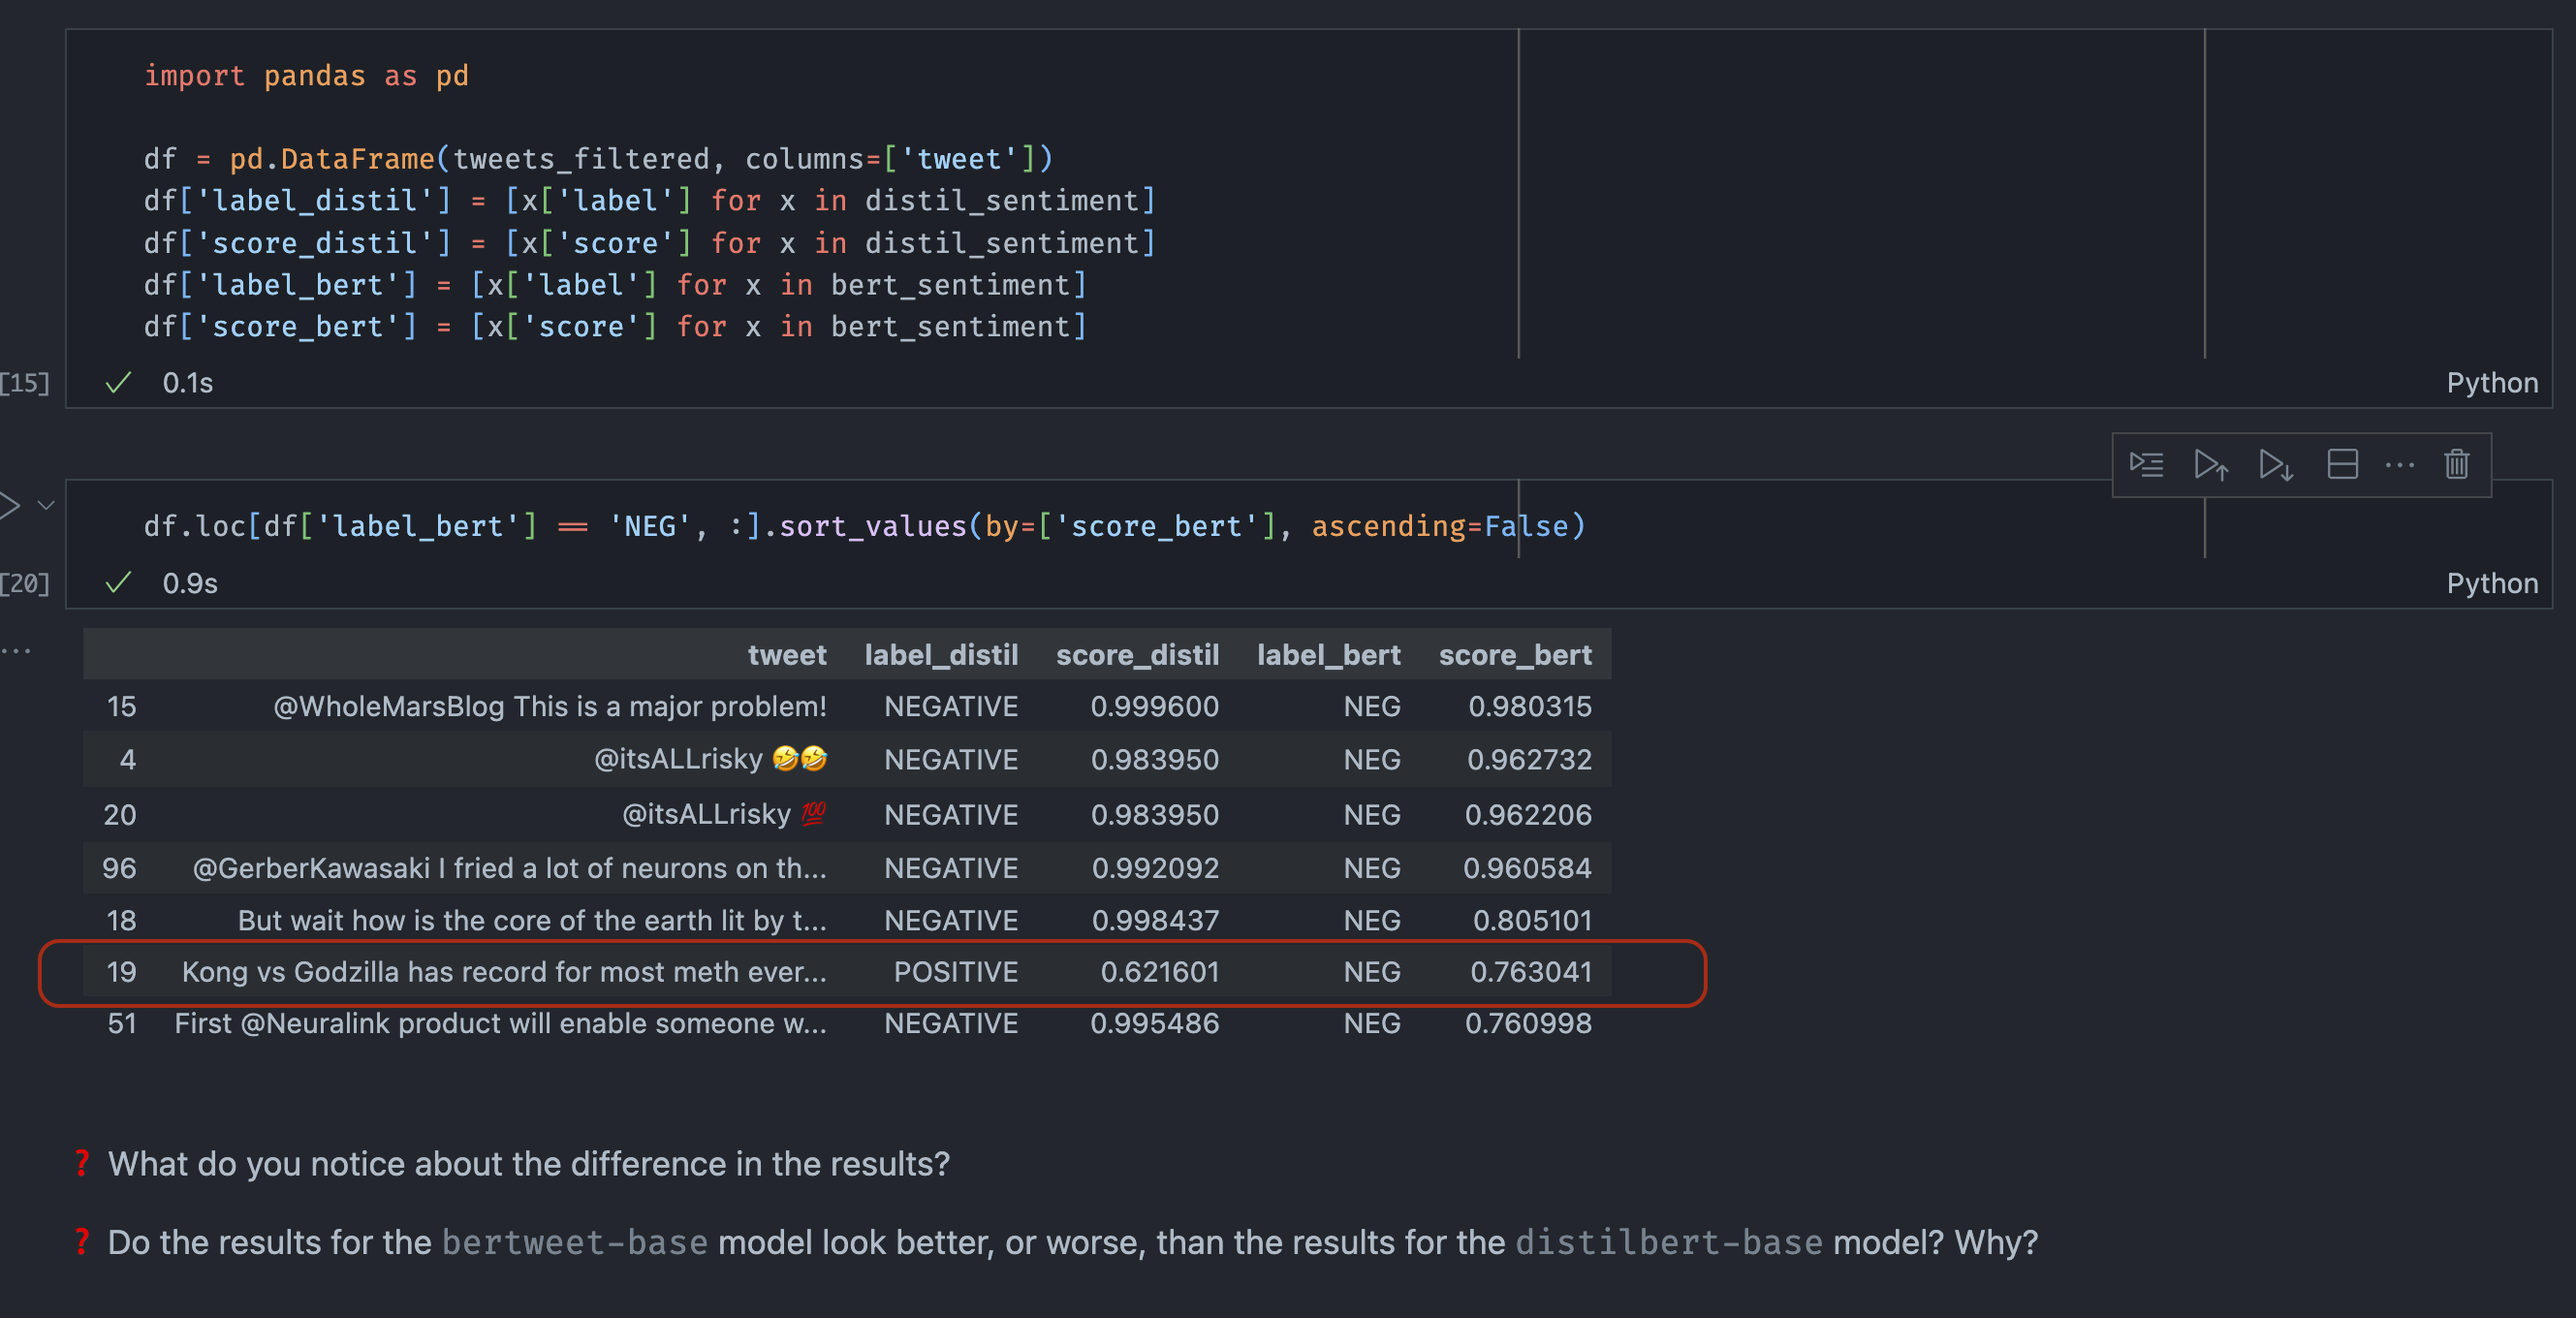 import pandas as pd
df = pd.DataFrame(tweets_filtered, columns=['tweet'])
df['label_distil'] = [x['label'] for x in distil_sentiment]
df['score_distil'] = [x['score'] for x in distil_sentiment]
df['label_bert'] = [x['label'] for x in bert_sentiment]
df['score_bert'] = [x['score'] for x in bert_sentiment]
[15] ✓ 0.1s Python
df.loc[df['label_bert'] == 'NEG', :].sort_values(by=['score_bert'], ascending=False)
[20] ✓ 0.9s Python
tweet label_distil score_distil label_bert score_bert
15 @WholeMarsBlog This is a major problem! NEGATIVE 0.999600 NEG 0.980315
4 @itsALLrisky 🤣🤣 NEGATIVE 0.983950 NEG 0.962732
20 @itsALLrisky 💯 NEGATIVE 0.983950 NEG 0.962206
96 @GerberKawasaki I fried a lot of neurons on th... NEGATIVE 0.992092 NEG 0.960584
18 But wait how is the core of the earth lit by t... NEGATIVE 0.998437 NEG 0.805101
19 Kong vs Godzilla has record for most meth ever... POSITIVE 0.621601 NEG 0.763041
51 First @Neuralink product will enable someone w... NEGATIVE 0.995486 NEG 0.760998
❓ What do you notice about the difference in the results?
❓ Do the results for the bertweet-base model look better, or worse, than the results for the distilbert-base model? Why?